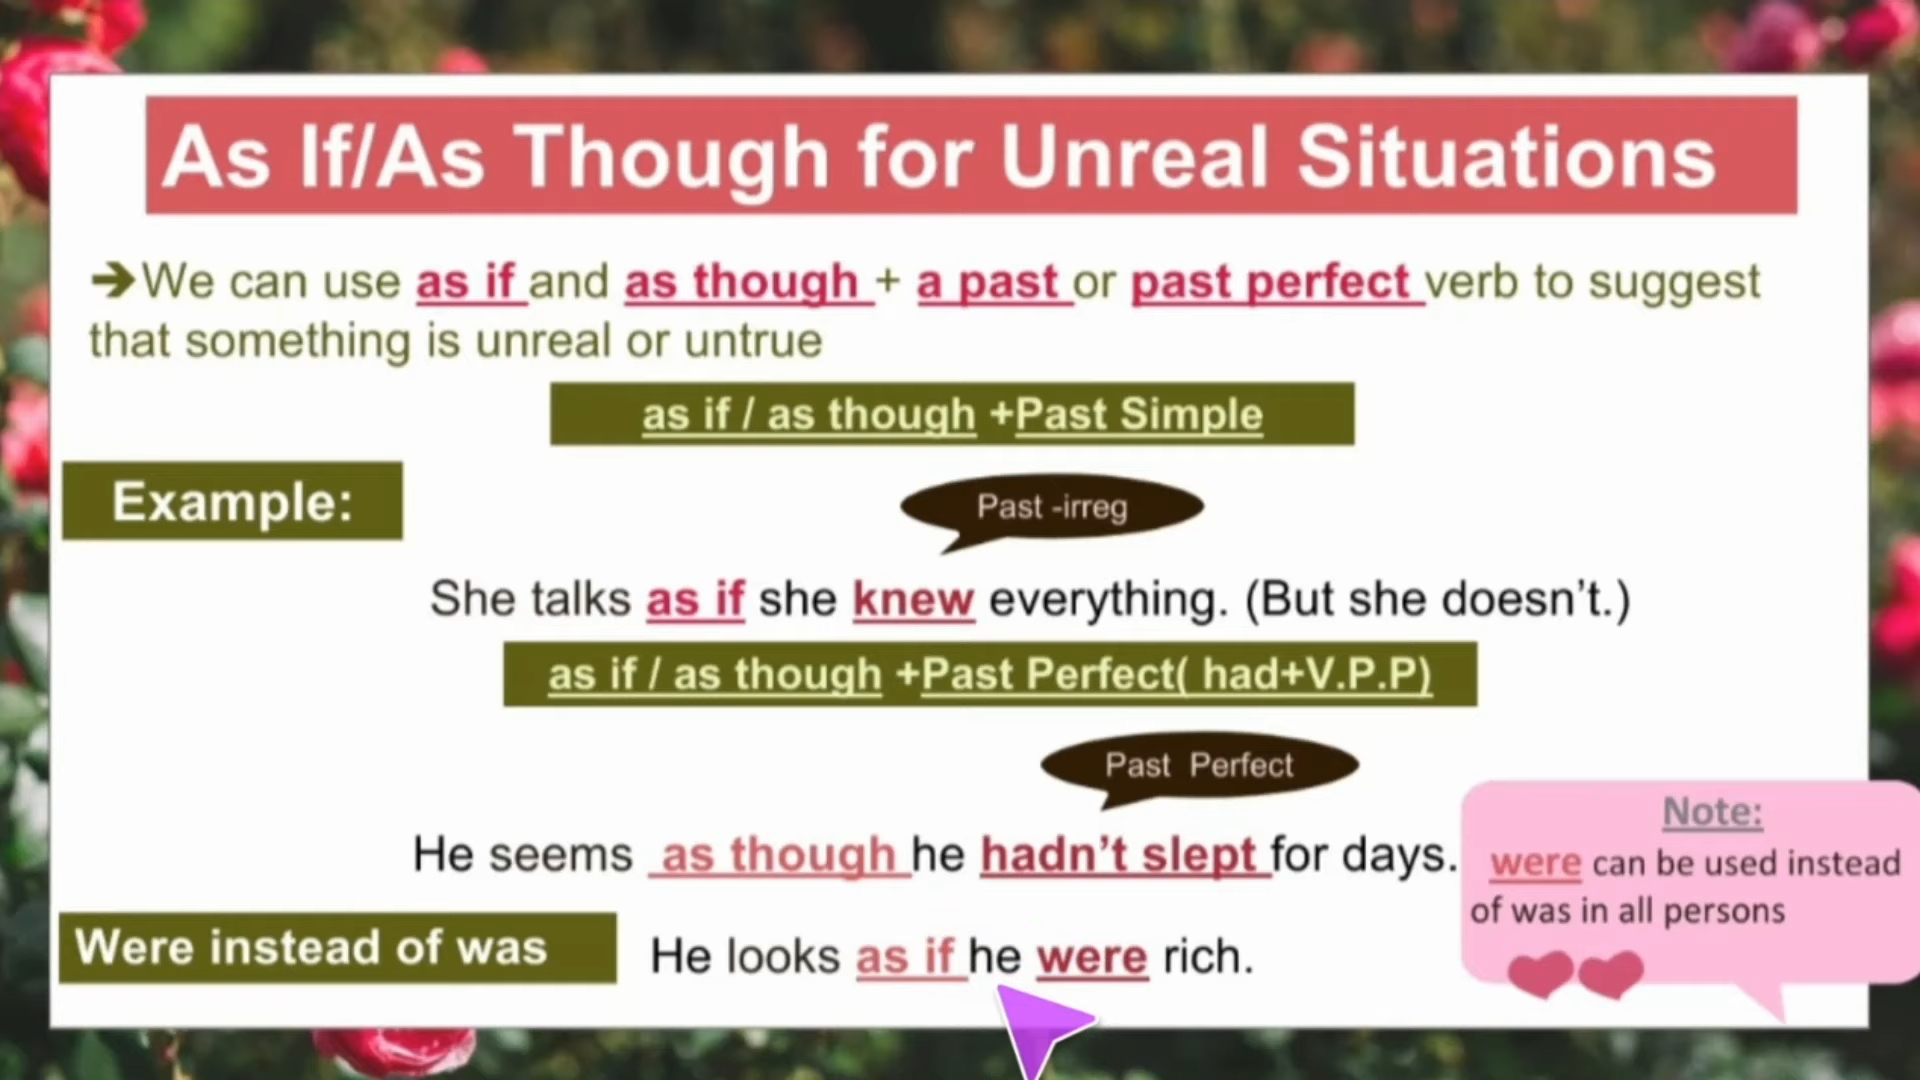 As If/As Though for Unreal Situations
➔We can use as if and as though + a past or past perfect verb to suggest
that something is unreal or untrue
as if / as though +Past Simple
Example:
Past -irreg
She talks as if she knew everything. (But she doesn't.)
as if / as though +Past Perfect( had+V.P.P)
Past Perfect
He seems as though he hadn't slept for days.
Note:
were can be used instead
of was in all persons
Were instead of was
He looks as if he were rich.